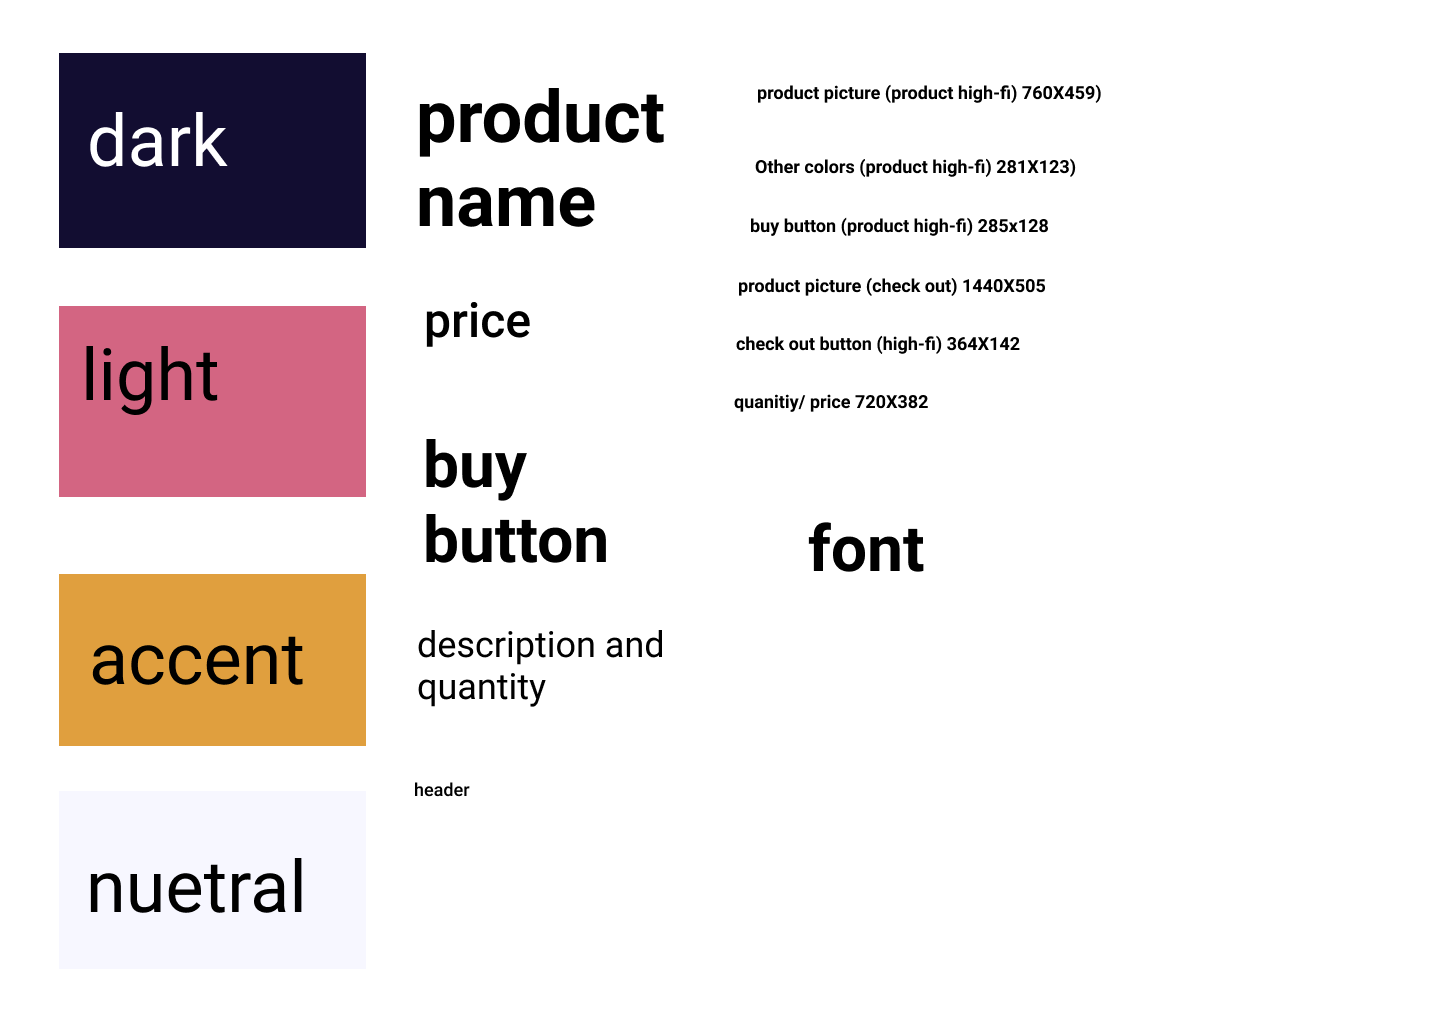 dark
light
accent
nuetral
product
name
price
buy
button
description and
quantity
header
product picture (product high-fi) 760X459)
Other colors (product high-fi) 281X123)
buy button (product high-fi) 285x128
product picture (check out) 1440X505
check out button (high-fi) 364X142
quanitiy/ price 720X382
font